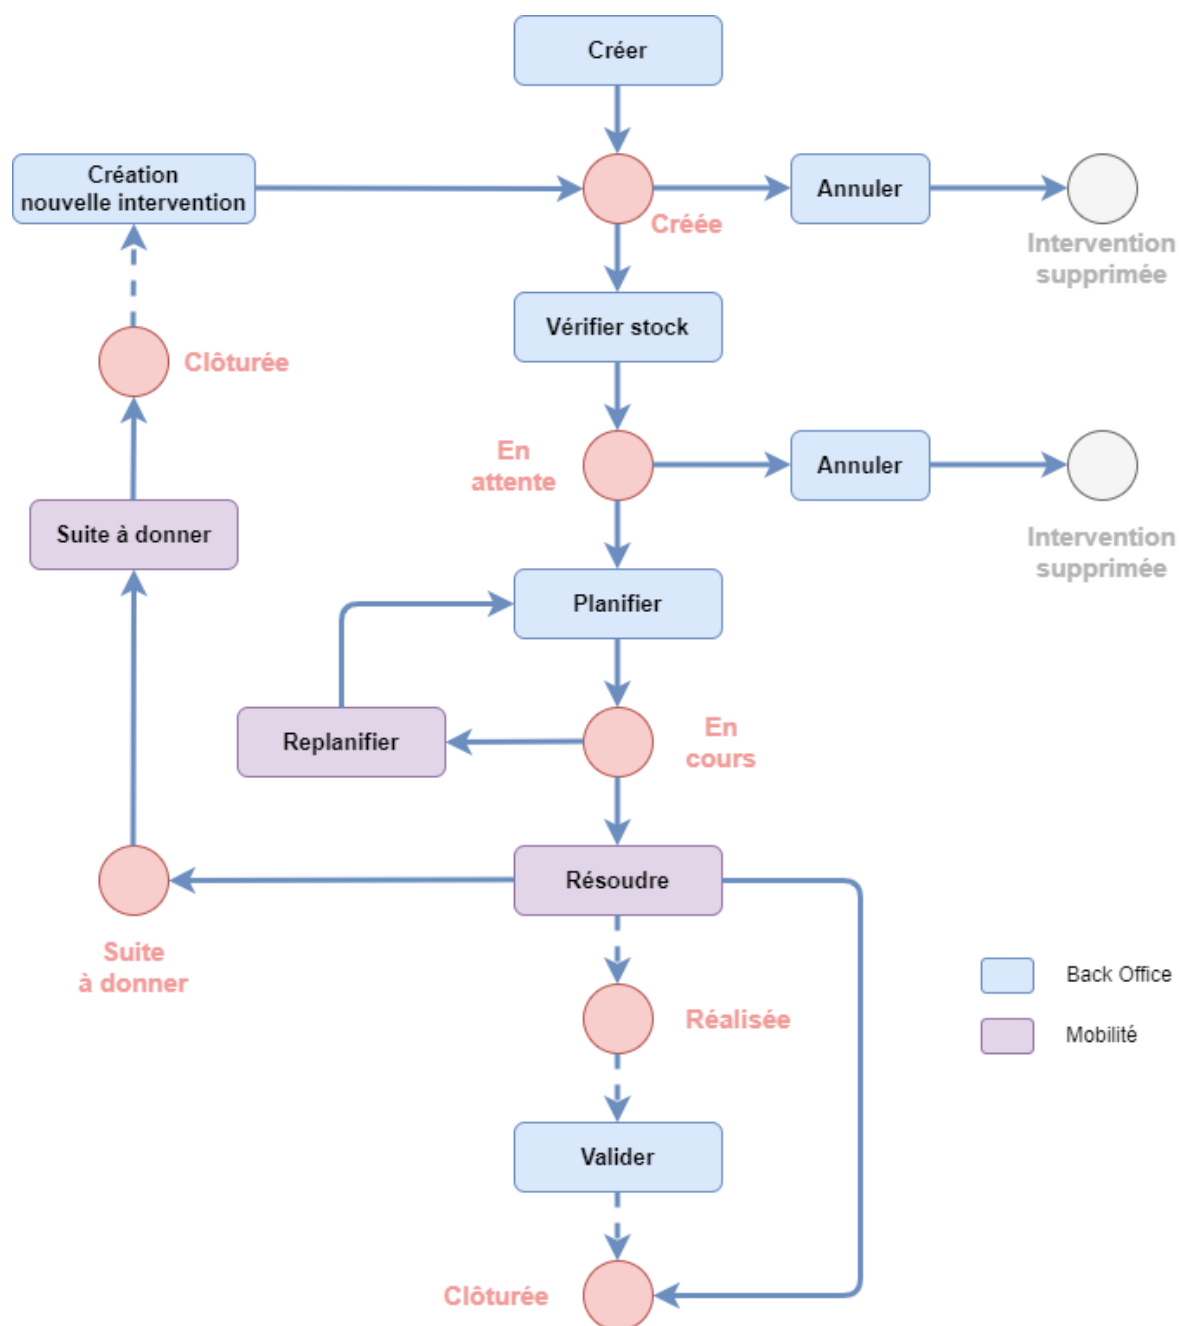 Créer
Création
nouvelle intervention
Créée
Annuler
Intervention
supprimée
Vérifier stock
Clôturée
En
attente
Annuler
Suite à donner
Intervention
supprimée
Planifier
Replanifier
En
cours
Résoudre
Suite
à donner
Back Office
Réalisée
Mobilité
Valider
Clôturée